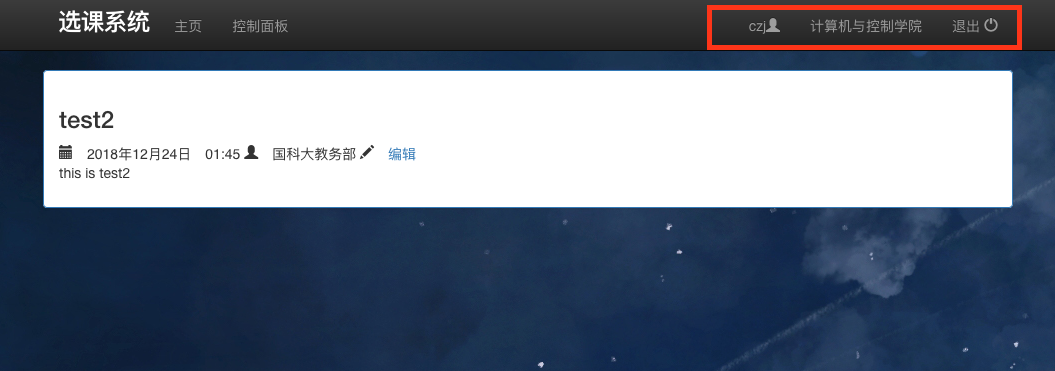 选课系统 主页 控制面板 czj 计算机与控制学院 退出
test2
2018年12月24日 01:45 国科大教务部 编辑
this is test2